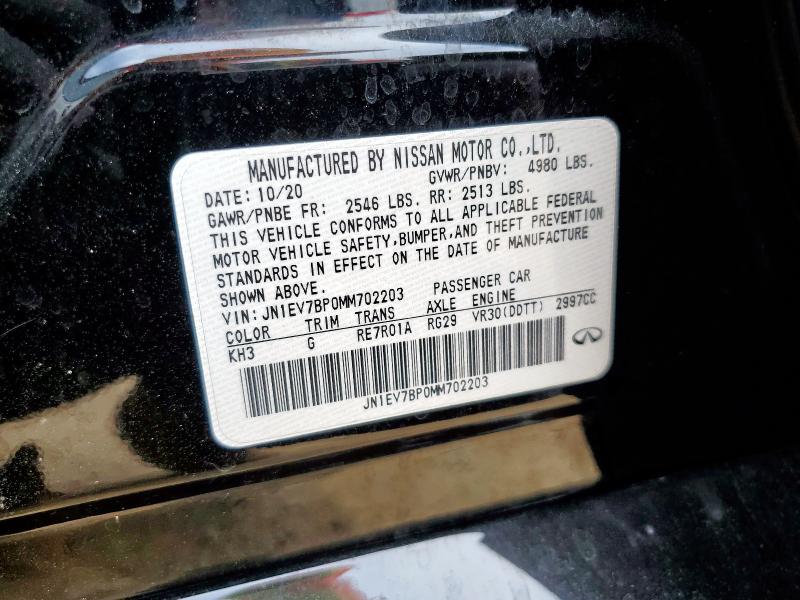 MANUFACTURED BY NISSAN MOTOR CO.,LTD.
DATE: 10/20 GVWR/PNBV: 4980 LBS.
GAWR/PNBE FR: 2546 LBS. RR: 2513 LBS.
THIS VEHICLE CONFORMS TO ALL APPLICABLE FEDERAL
MOTOR VEHICLE SAFETY,BUMPER,AND THEFT PREVENTION
STANDARDS IN EFFECT ON THE DATE OF MANUFACTURE
SHOWN ABOVE.
VIN: JN1EV7BP0MM702203 PASSENGER CAR
COLOR TRIM TRANS AXLE ENGINE
KH3 G RE7R01A RG29 VR30(DDTT) 2997CC
JN1EV7BP0MM702203